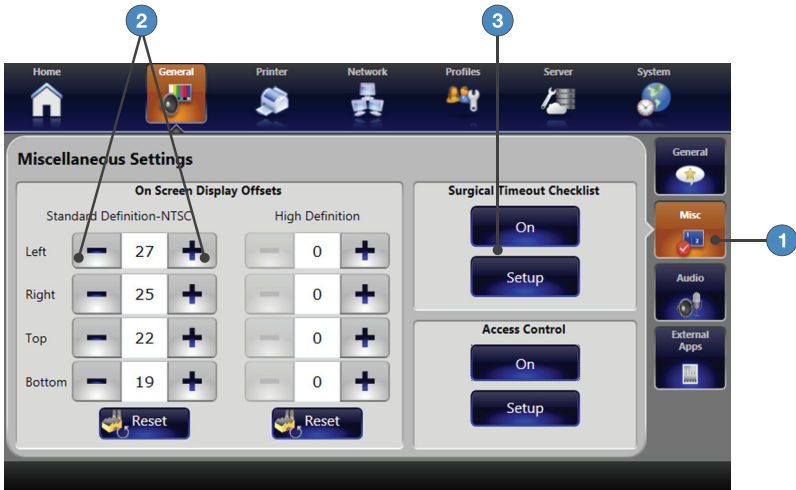 2
3
Home General Printer Network Profiles Server System
Miscellaneous Settings
General
On Screen Display Offsets
Surgical Timeout Checklist
Standard Definition-NTSC High Definition
On
Misc
1 2
1
Left 27 0
Setup
Right 25 0
Audio
Top 22 0
Access Control
External
Apps
On
Bottom 19 0
Setup
Reset Reset